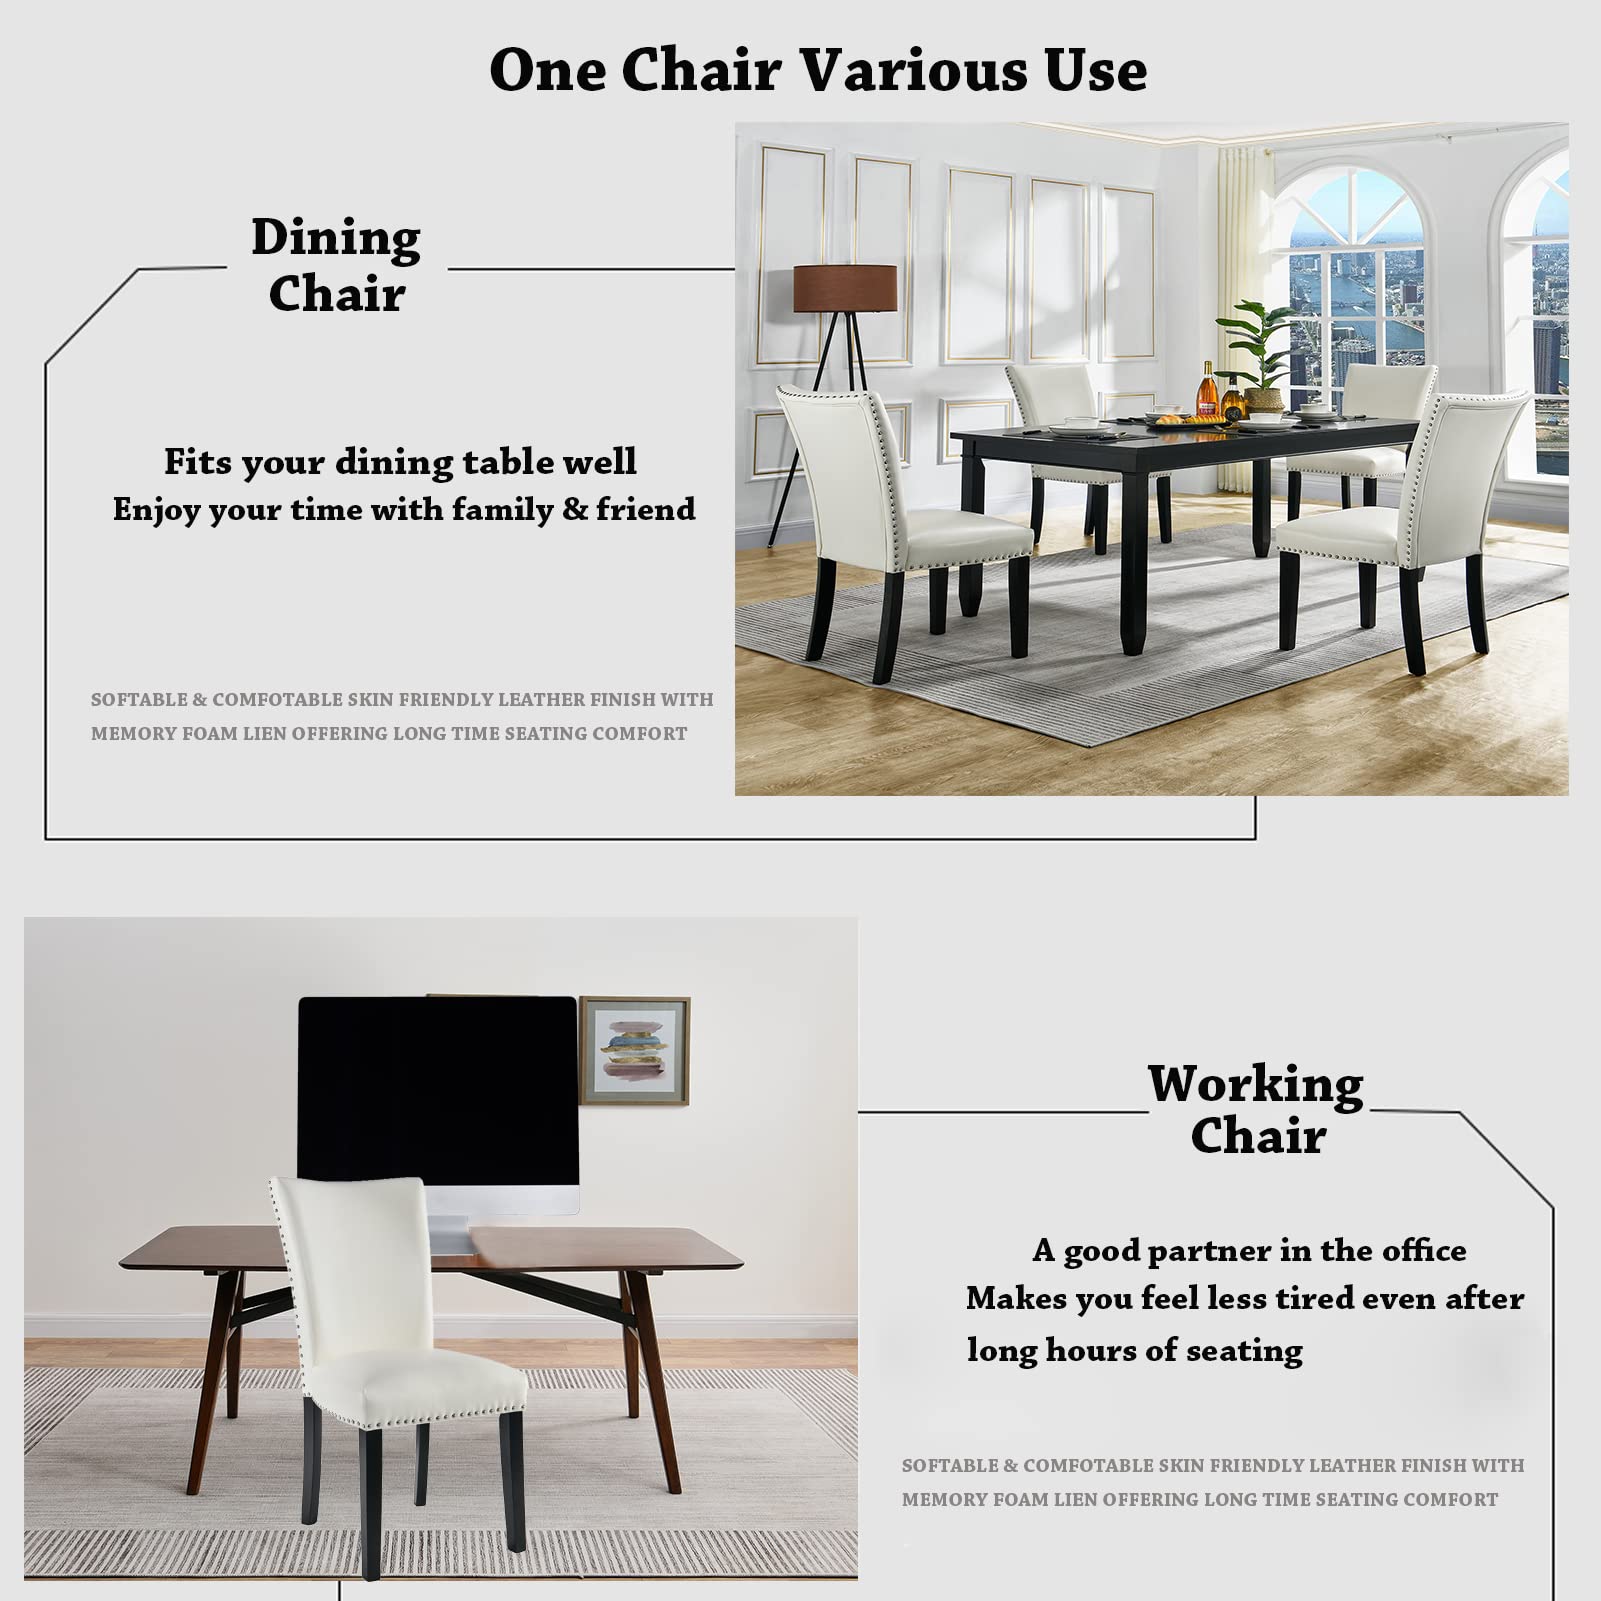 One Chair Various Use
Dining
Chair
Fits your dining table well
Enjoy your time with family & friend
SOFTABLE & COMFOTABLE SKIN FRIENDLY LEATHER FINISH WITH
MEMORY FOAM LIEN OFFERING LONG TIME SEATING COMFORT
Working
Chair
A good partner in the office
Makes you feel less tired even after
long hours of seating
SOFTABLE & COMFOTABLE SKIN FRIENDLY LEATHER FINISH WITH
MEMORY FOAM LIEN OFFERING LONG TIME SEATING COMFORT